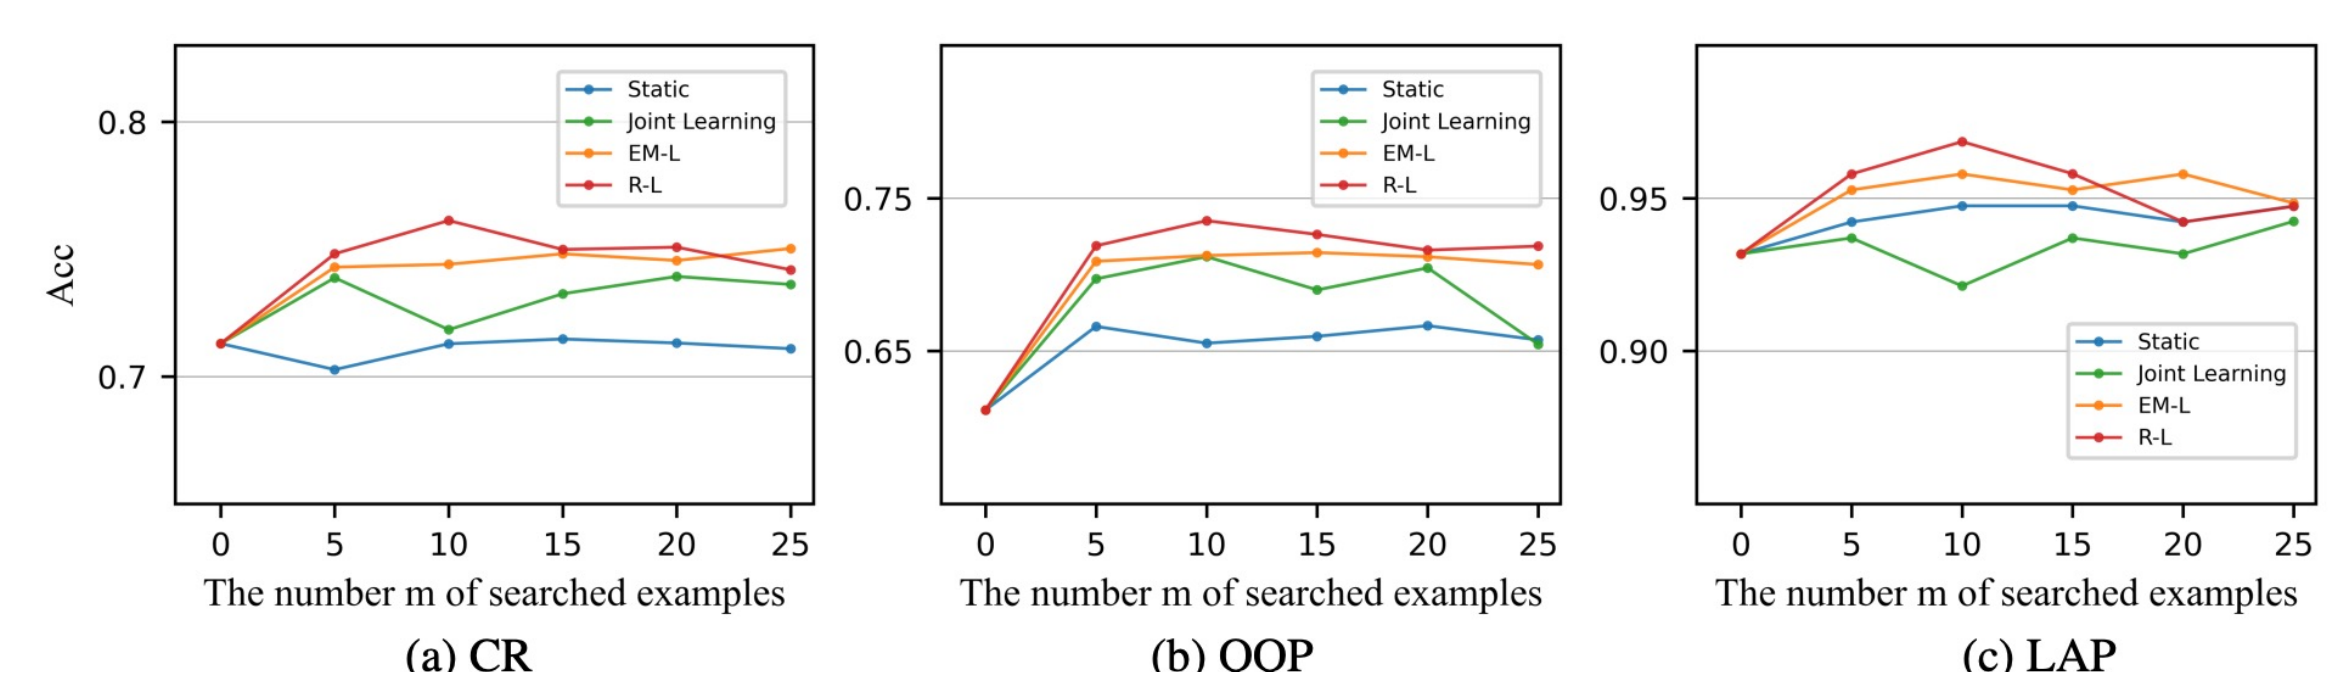 Acc
0.8
0.7
Static
Joint Learning
EM-L
R-L
0 5 10 15 20 25
The number m of searched examples
(a) CR
0.75
0.65
Static
Joint Learning
EM-L
R-L
0 5 10 15 20 25
The number m of searched examples
(b) OOP
0.95
0.90
Static
Joint Learning
EM-L
R-L
0 5 10 15 20 25
The number m of searched examples
(c) LAP